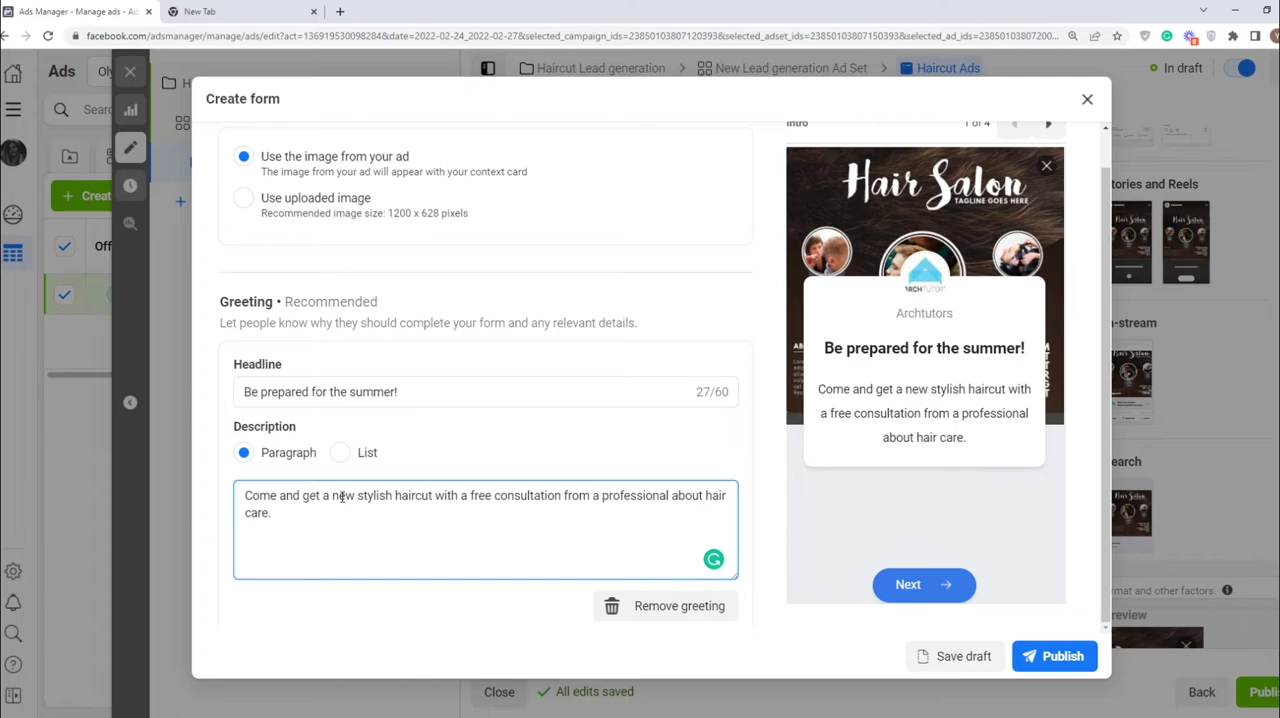 Ads Manager - Manage ads - Ad
New Tab
facebook.com/adsmanager/manage/ads/edit?act=136919530098284&date=2022-02-24_2022-02-27&selected_campaign_ids=23850103807120393&selected_adset_ids=23850103807150393&selected_ad_ids=23850103807200...
Ads
Haircut Lead generation
New Lead generation Ad Set
Haircut Ads
In draft
Create form
Intro
1 of 4
Use the image from your ad
The image from your ad will appear with your context card
Use uploaded image
Recommended image size: 1200 x 628 pixels
Hair Salon
TAGLINE GOES HERE
Greeting • Recommended
Let people know why they should complete your form and any relevant details.
Headline
Be prepared for the summer!
27/60
Description
Paragraph
List
Come and get a new stylish haircut with a free consultation from a professional about hair
care.
Remove greeting
Archtutors
Be prepared for the summer!
Come and get a new stylish haircut with
a free consultation from a professional
about hair care.
Next
Save draft
Publish
Close
All edits saved
Back